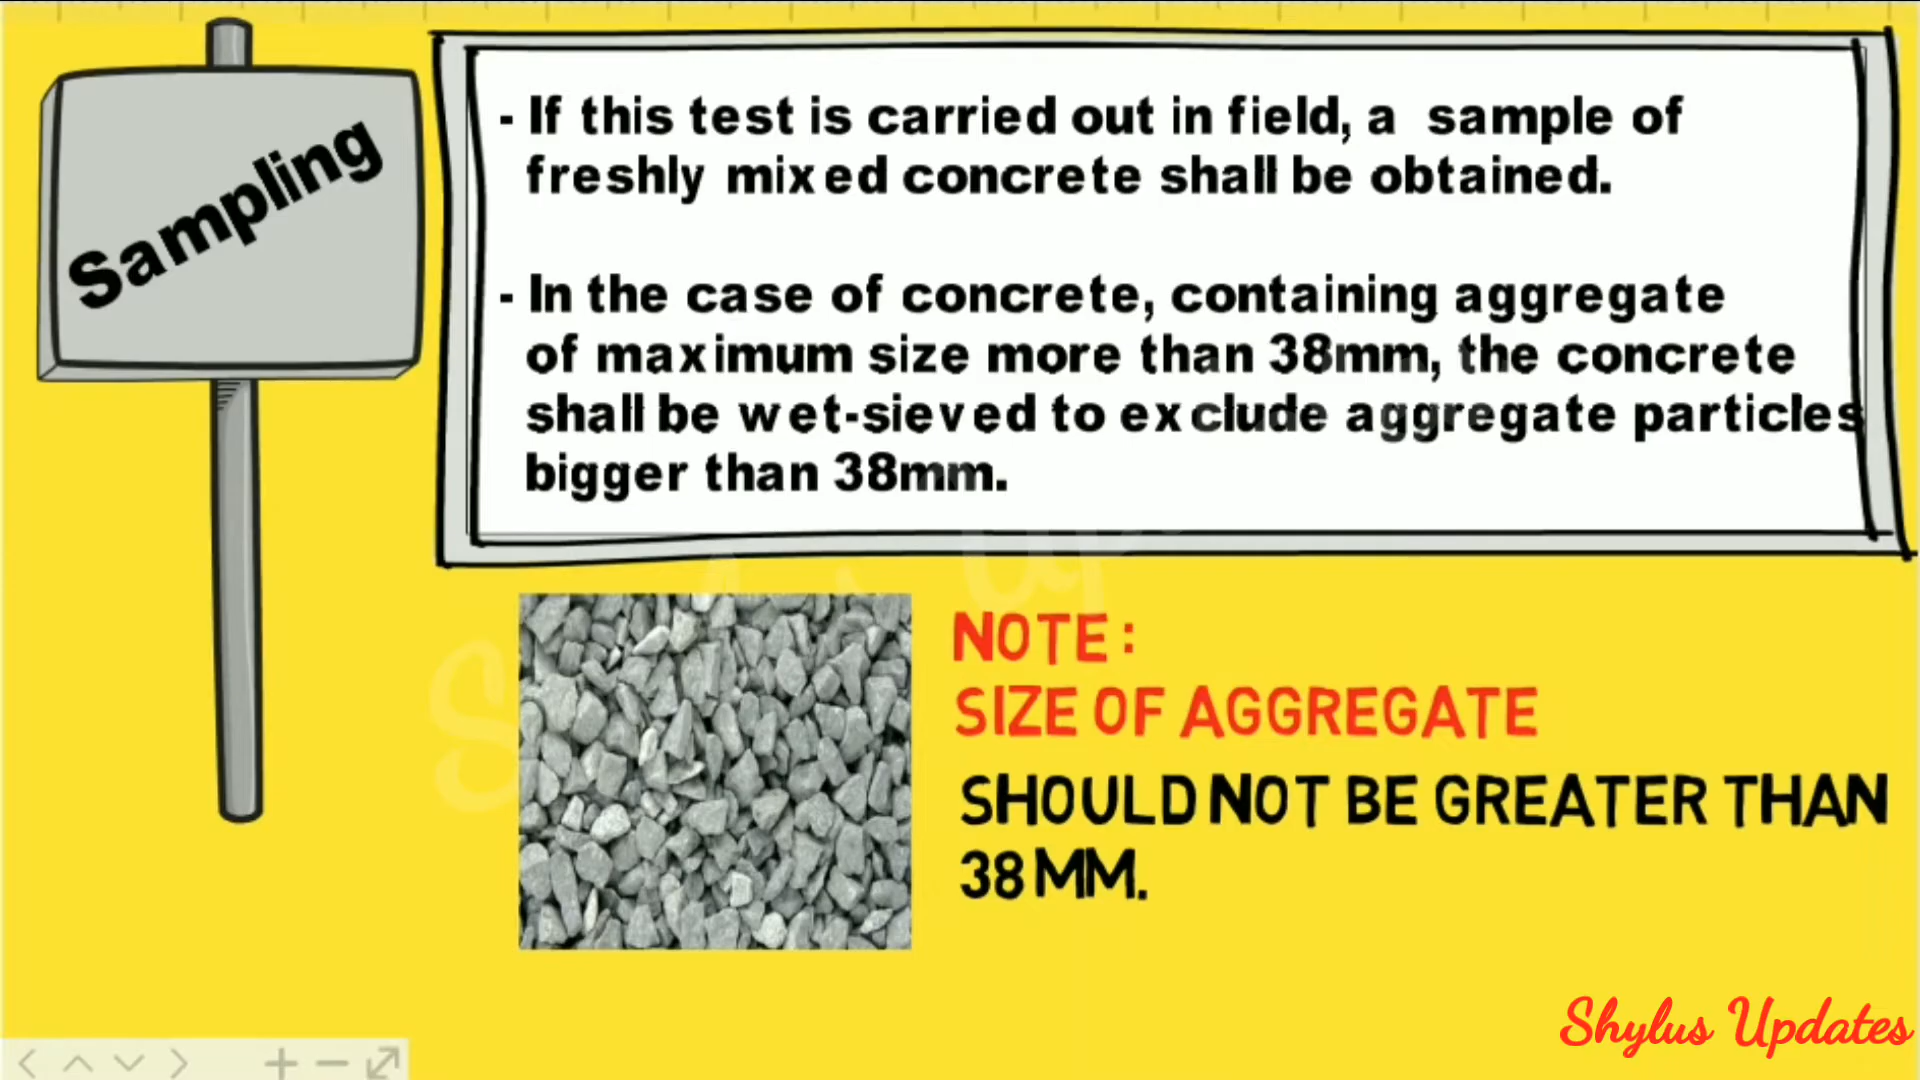 Sampling
- If this test is carried out in field, a sample of
freshly mixed concrete shall be obtained.
- In the case of concrete, containing aggregate
of maximum size more than 38mm, the concrete
shall be wet-sieved to exclude aggregate particles
bigger than 38mm.
NOTE:
SIZE OF AGGREGATE
SHOULD NOT BE GREATER THAN
38 MM.
Shylus Updates